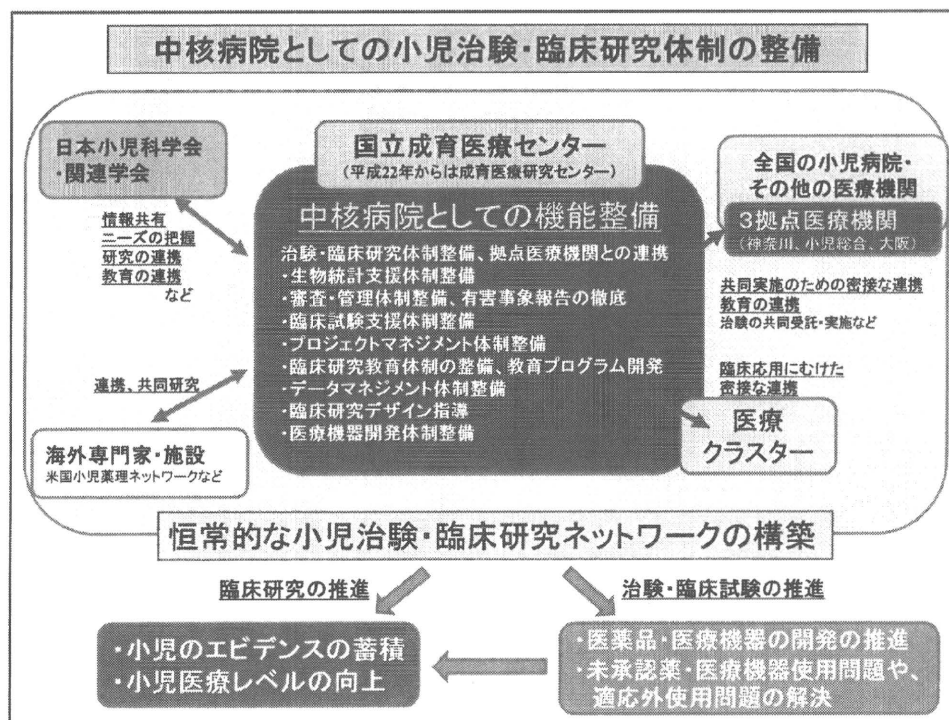 中核病院としての小児治験・臨床研究体制の整備
日本小児科学会
・関連学会
国立成育医療センター
(平成22年からは成育医療研究センター)
全国の小児病院・
その他の医療機関
3拠点医療機関
(神奈川、小児総合、大阪)
情報共有
ニーズの把握
研究の連携
教育の連携
など
中核病院としての機能整備
治験・臨床研究体制整備、拠点医療機関との連携
・生物統計支援体制整備
・審査・管理体制整備、有害事象報告の徹底
・臨床試験支援体制整備
・プロジェクトマネジメント体制整備
・臨床研究教育体制の整備、教育プログラム開発
・データマネジメント体制整備
・臨床研究デザイン指導
・医療機器開発体制整備
共同実施のための密接な連携
教育の連携
治験の共同受託・実施など
連携、共同研究
海外専門家・施設
米国小児薬理ネットワークなど
臨床応用にむけた
密接な連携
医療
クラスター
恒常的な小児治験・臨床研究ネットワークの構築
臨床研究の推進
治験・臨床試験の推進
・小児のエビデンスの蓄積
・小児医療レベルの向上
・医薬品・医療機器の開発の推進
・未承認薬・医療機器使用問題や、
適応外使用問題の解決